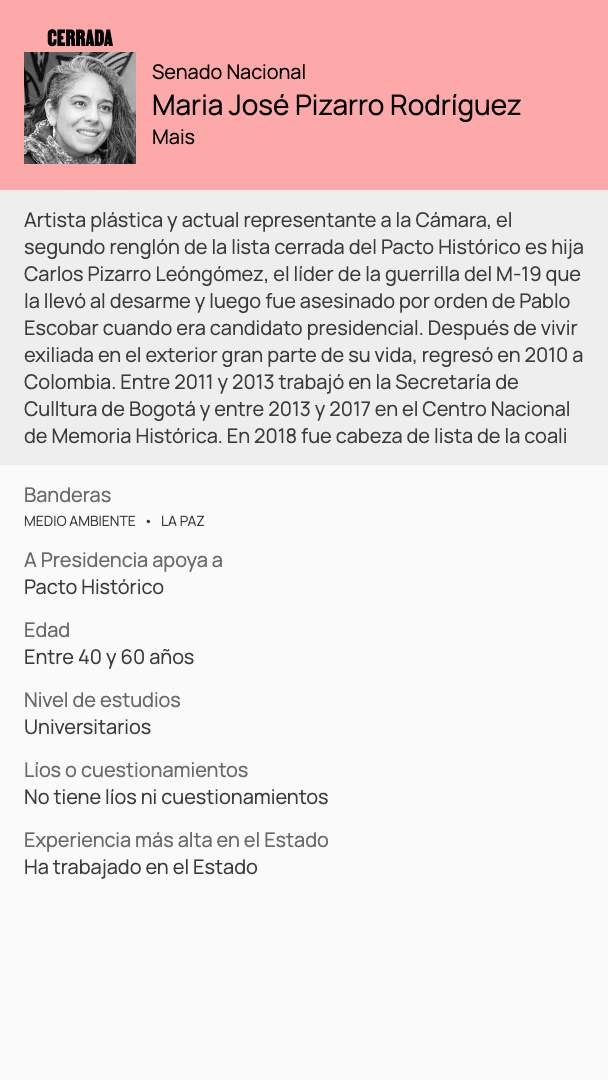 CERRADA
Senado Nacional
Maria José Pizarro Rodríguez
Mais
Artista plástica y actual representante a la Cámara, el
segundo renglón de la lista cerrada del Pacto Histórico es hija
Carlos Pizarro Leóngómez, el líder de la guerrilla del M-19 que
la llevó al desarme y luego fue asesinado por orden de Pablo
Escobar cuando era candidato presidencial. Después de vivir
exiliada en el exterior gran parte de su vida, regresó en 2010 a
Colombia. Entre 2011 y 2013 trabajó en la Secretaría de
Culltura de Bogotá y entre 2013 y 2017 en el Centro Nacional
de Memoria Histórica. En 2018 fue cabeza de lista de la coali
Banderas
MEDIO AMBIENTE • LA PAZ
A Presidencia apoya a
Pacto Histórico
Edad
Entre 40 y 60 años
Nivel de estudios
Universitarios
Líos o cuestionamientos
No tiene líos ni cuestionamientos
Experiencia más alta en el Estado
Ha trabajado en el Estado